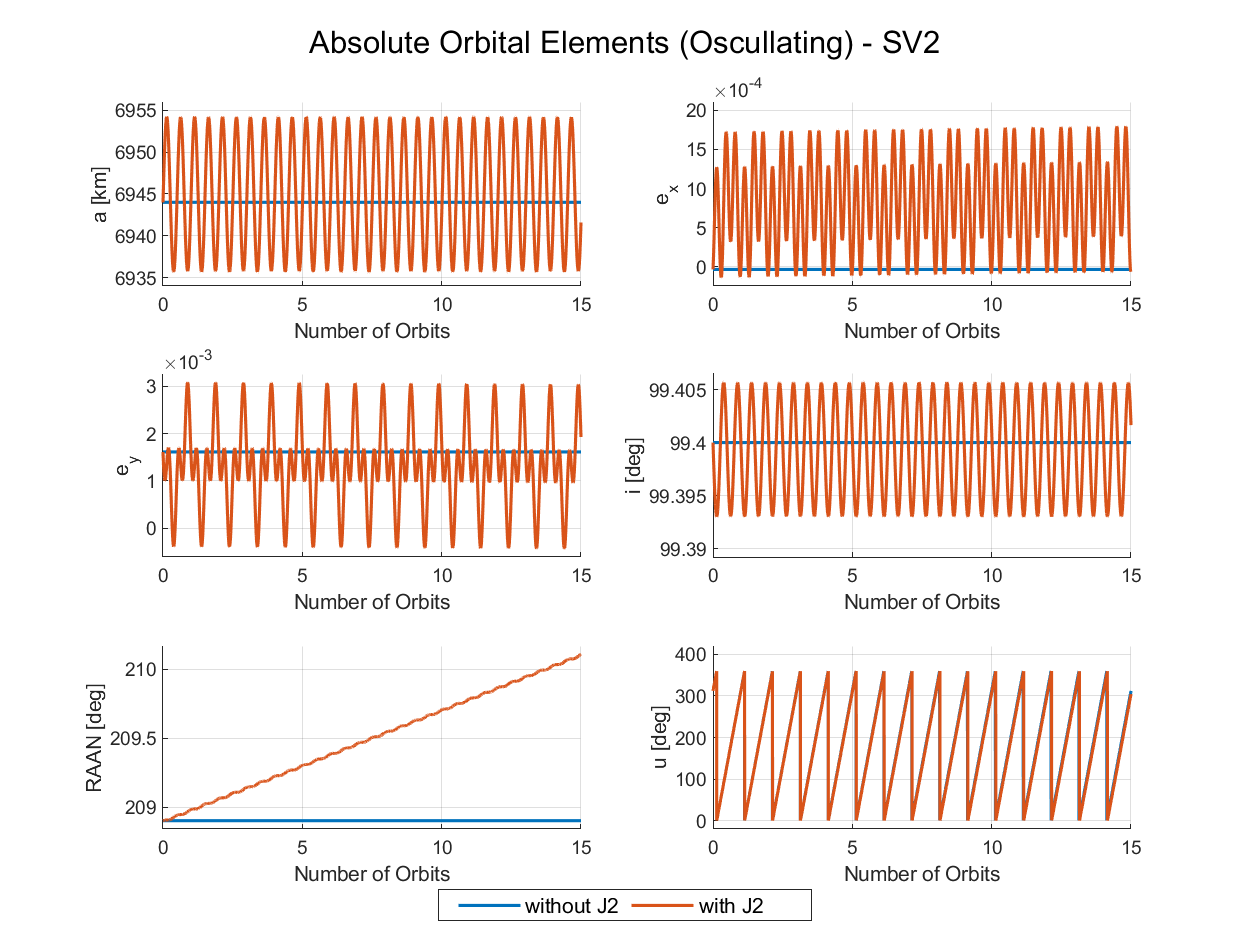 Absolute Orbital Elements (Oscullating) - SV2
6955
6950
6945
6940
6935
a [km]
0 5 10 15
Number of Orbits
×10-4
20
15
10
5
0
ex
0 5 10 15
Number of Orbits
×10-3
3
2
1
0
ey
0 5 10 15
Number of Orbits
99.405
99.4
99.395
99.39
i [deg]
0 5 10 15
Number of Orbits
210
209.5
209
RAAN [deg]
0 5 10 15
Number of Orbits
400
300
200
100
0
u [deg]
0 5 10 15
Number of Orbits
without J2 with J2